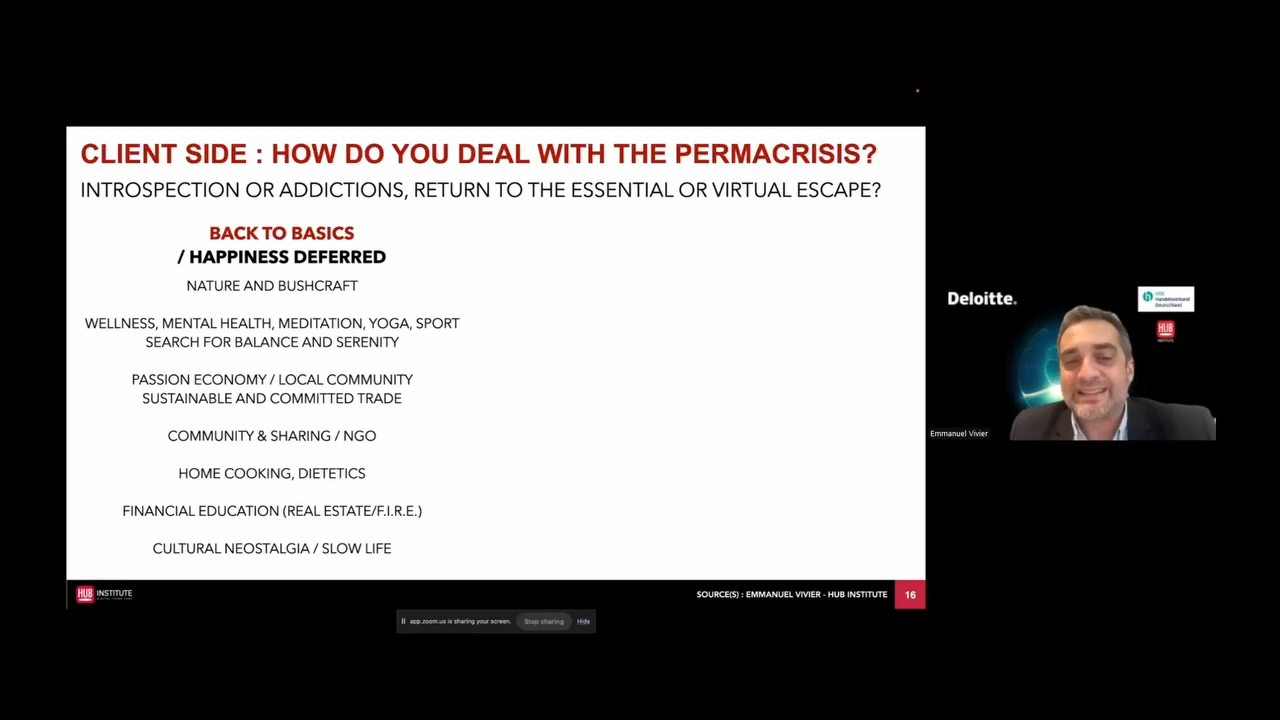 CLIENT SIDE : HOW DO YOU DEAL WITH THE PERMACRISIS?
INTROSPECTION OR ADDICTIONS, RETURN TO THE ESSENTIAL OR VIRTUAL ESCAPE?
BACK TO BASICS
/ HAPPINESS DEFERRED
NATURE AND BUSHCRAFT
WELLNESS, MENTAL HEALTH, MEDITATION, YOGA, SPORT
SEARCH FOR BALANCE AND SERENITY
PASSION ECONOMY / LOCAL COMMUNITY
SUSTAINABLE AND COMMITTED TRADE
COMMUNITY & SHARING / NGO
HOME COOKING, DIETETICS
FINANCIAL EDUCATION (REAL ESTATE/F.I.R.E.)
CULTURAL NEOSTALGIA / SLOW LIFE
HUB INSTITUTE
SOURCE(S) : EMMANUEL VIVIER - HUB INSTITUTE
16
app.zoom.us is sharing your screen.
Stop sharing
Hide
Deloitte.
Handelsverband
Deutschland
HUB
INSTITUTE
Emmanuel Vivier